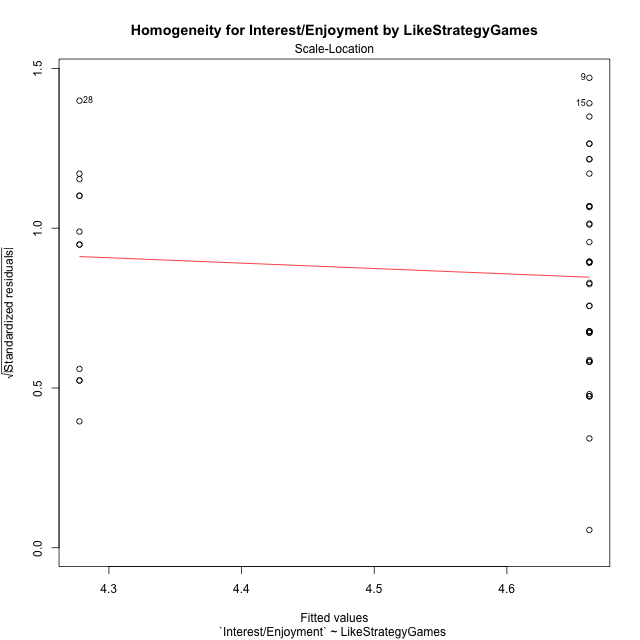 Homogeneity for Interest/Enjoyment by LikeStrategyGames
Scale-Location
1.5
1.0
0.5
0.0
√|Standardized residuals|
28
9
15
4.3 4.4 4.5 4.6
Fitted values
`Interest/Enjoyment` ~ LikeStrategyGames